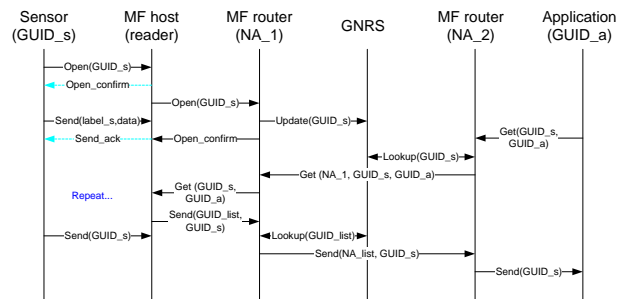 Sensor
(GUID_s)
MF host
(reader)
MF router
(NA_1)
GNRS
MF router
(NA_2)
Application
(GUID_a)
Open(GUID_s)
Open_confirm
Open(GUID_s)
Send(label_s,data)
Update(GUID_s)
Send_ack
Open_confirm
Get(GUID_s,
GUID_a)
Lookup(GUID_s)
Get (NA_1, GUID_s, GUID_a)
Get (GUID_s,
GUID_a)
Repeat...
Send(GUID_list,
GUID_s)
Send(GUID_s)
Lookup(GUID_list)
Send(NA_list, GUID_s)
Send(GUID_s)